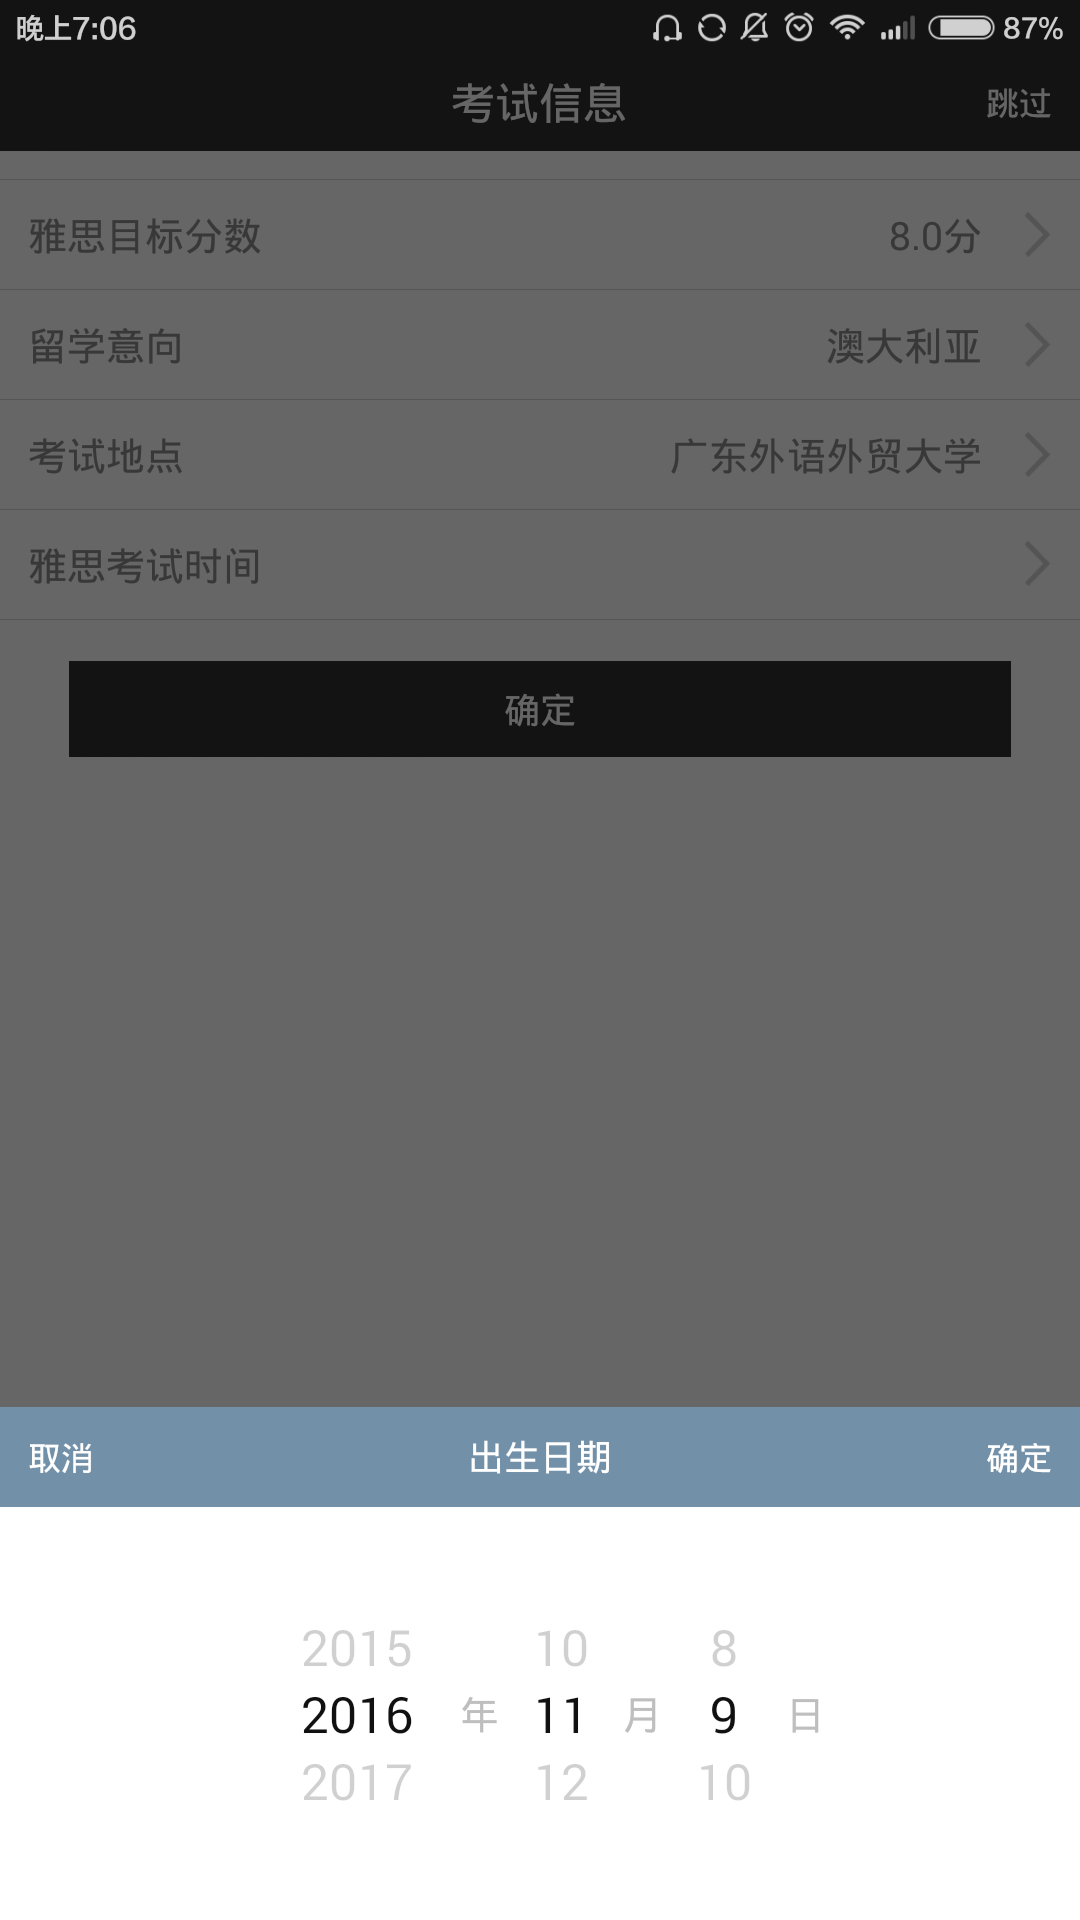 晚上7:06 87%
考试信息 跳过
雅思目标分数 8.0分
留学意向 澳大利亚
考试地点 广东外语外贸大学
雅思考试时间
确定
取消 出生日期 确定
2015 10 8
2016 年 11 月 9 日
2017 12 10